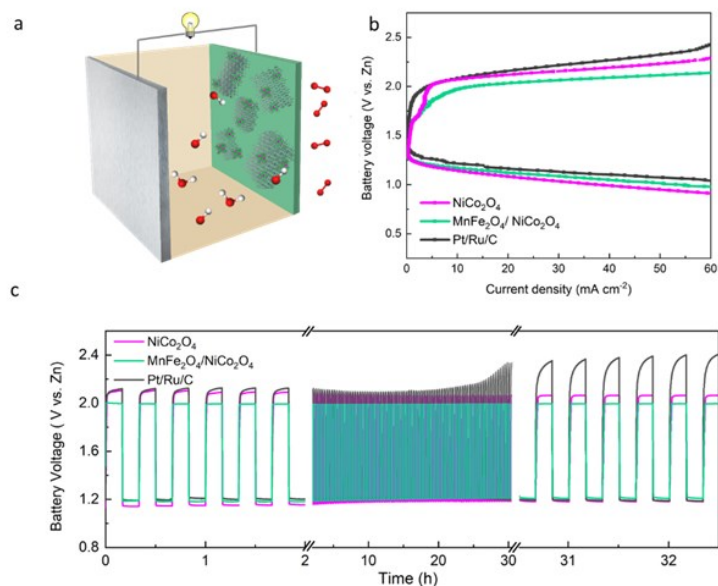 a
b
Battery voltage (V vs. Zn)
2.5
2.0
1.5
1.0
0.5
NiCo₂O₄
MnFe₂O₄/ NiCo₂O₄
Pt/Ru/C
0 10 20 30 40 50 60
Current density (mA cm⁻²)
c
Battery Voltage ( V vs. Zn)
2.4
2.0
1.6
1.2
0.8
NiCo₂O₄
MnFe₂O₄/NiCo₂O₄
Pt/Ru/C
0 1 2 10 20 30 31 32
Time (h)